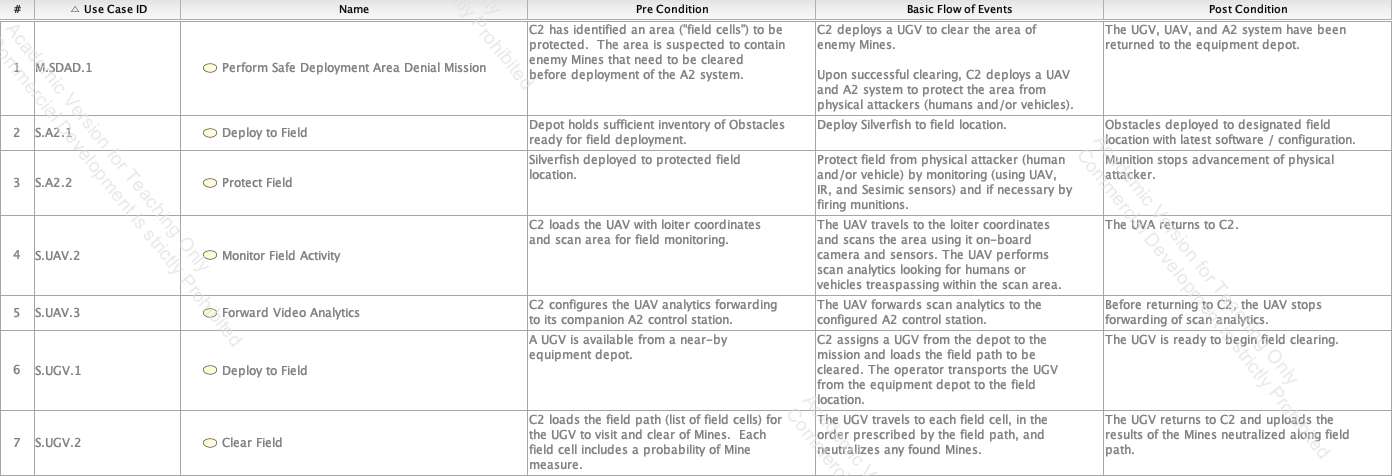 # △ Use Case ID Name Pre Condition Basic Flow of Events Post Condition
1 M.SDAD.1 Perform Safe Deployment Area Denial Mission
C2 has identified an area ("field cells") to be
protected. The area is suspected to contain
enemy Mines that need to be cleared
before deployment of the A2 system.
C2 deploys a UGV to clear the area of
enemy Mines.
Upon successful clearing, C2 deploys a UAV
and A2 system to protect the area from
physical attackers (humans and/or vehicles).
The UGV, UAV, and A2 system have been
returned to the equipment depot.
2 S.A2.1 Deploy to Field
Depot holds sufficient inventory of Obstacles
ready for field deployment.
Deploy Silverfish to field location.
Obstacles deployed to designated field
location with latest software / configuration.
3 S.A2.2 Protect Field
Silverfish deployed to protected field
location.
Protect field from physical attacker (human
and/or vehicle) by monitoring (using UAV,
IR, and Sesimic sensors) and if necessary by
firing munitions.
Munition stops advancement of physical
attacker.
4 S.UAV.2 Monitor Field Activity
C2 loads the UAV with loiter coordinates
and scan area for field monitoring.
The UAV travels to the loiter coordinates
and scans the area using it on-board
camera and sensors. The UAV performs
scan analytics looking for humans or
vehicles treaspassing within the scan area.
The UVA returns to C2.
5 S.UAV.3 Forward Video Analytics
C2 configures the UAV analytics forwarding
to its companion A2 control station.
The UAV forwards scan analytics to the
configured A2 control station.
Before returning to C2, the UAV stops
forwarding of scan analytics.
6 S.UGV.1 Deploy to Field
A UGV is available from a near-by
equipment depot.
C2 assigns a UGV from the depot to the
mission and loads the field path to be
cleared. The operator transports the UGV
from the equipment depot to the field
location.
The UGV is ready to begin field clearing.
7 S.UGV.2 Clear Field
C2 loads the field path (list of field cells) for
the UGV to visit and clear of Mines. Each
field cell includes a probability of Mine
measure.
The UGV travels to each field cell, in the
order prescribed by the field path, and
neutralizes any found Mines.
The UGV returns to C2 and uploads the
results of the Mines neutralized along field
path.
Academic Version for Teaching Only
Commercial Development is strictly Prohibited
Prohibited
Academic Version for Teaching Only
Commercial Development is strictly Prohibited